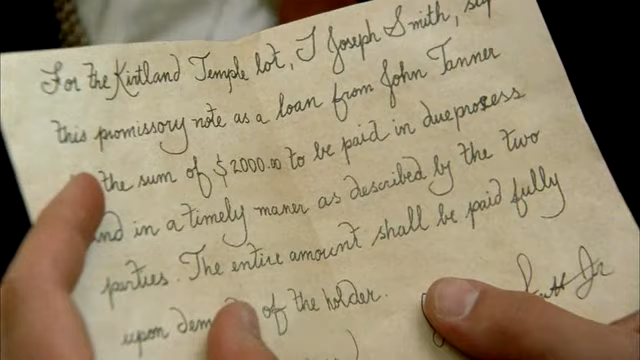 For the Kirtland Temple lot, I Joseph Smith,
this promissory note as a loan from John Tanner
the sum of $2000.00 to be paid in due prosess
and in a timely maner as described by the two
parties. The entire amount shall be paid fully
upon dem of the holder.
Jr